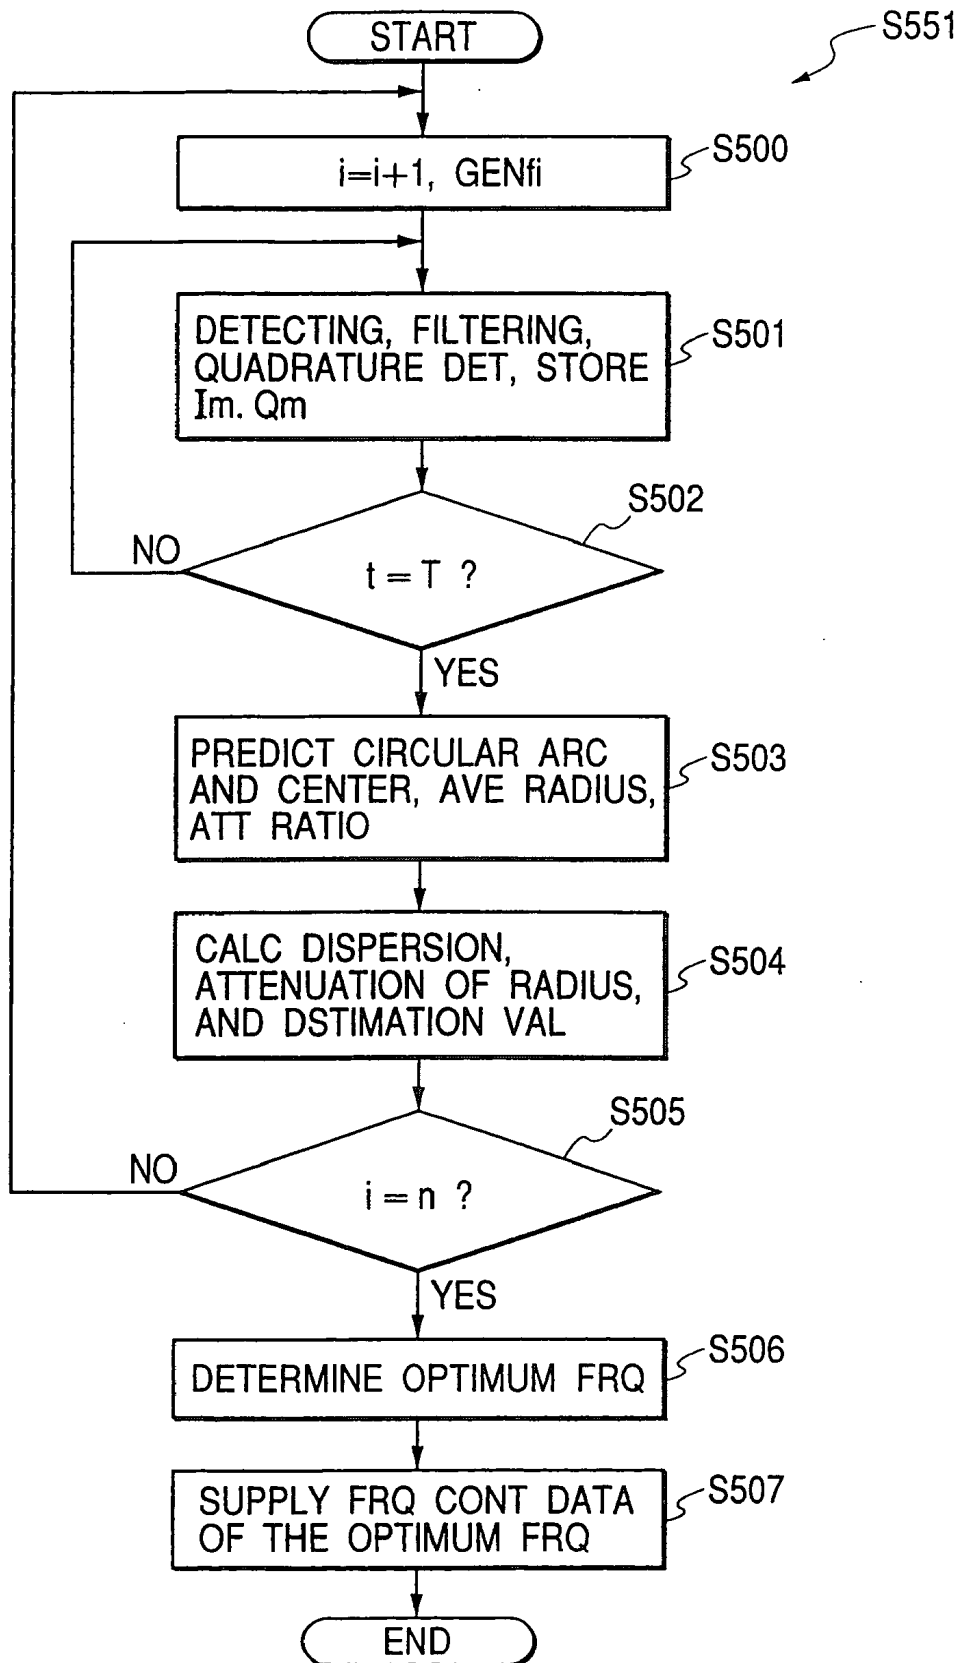 START
S551
i=i+1, GENfi
S500
DETECTING, FILTERING,
QUADRATURE DET, STORE
Im. Qm
S501
S502
NO
t = T ?
YES
PREDICT CIRCULAR ARC
AND CENTER, AVE RADIUS,
ATT RATIO
S503
CALC DISPERSION,
ATTENUATION OF RADIUS,
AND DSTIMATION VAL
S504
S505
NO
i = n ?
YES
DETERMINE OPTIMUM FRQ
S506
SUPPLY FRQ CONT DATA
OF THE OPTIMUM FRQ
S507
END